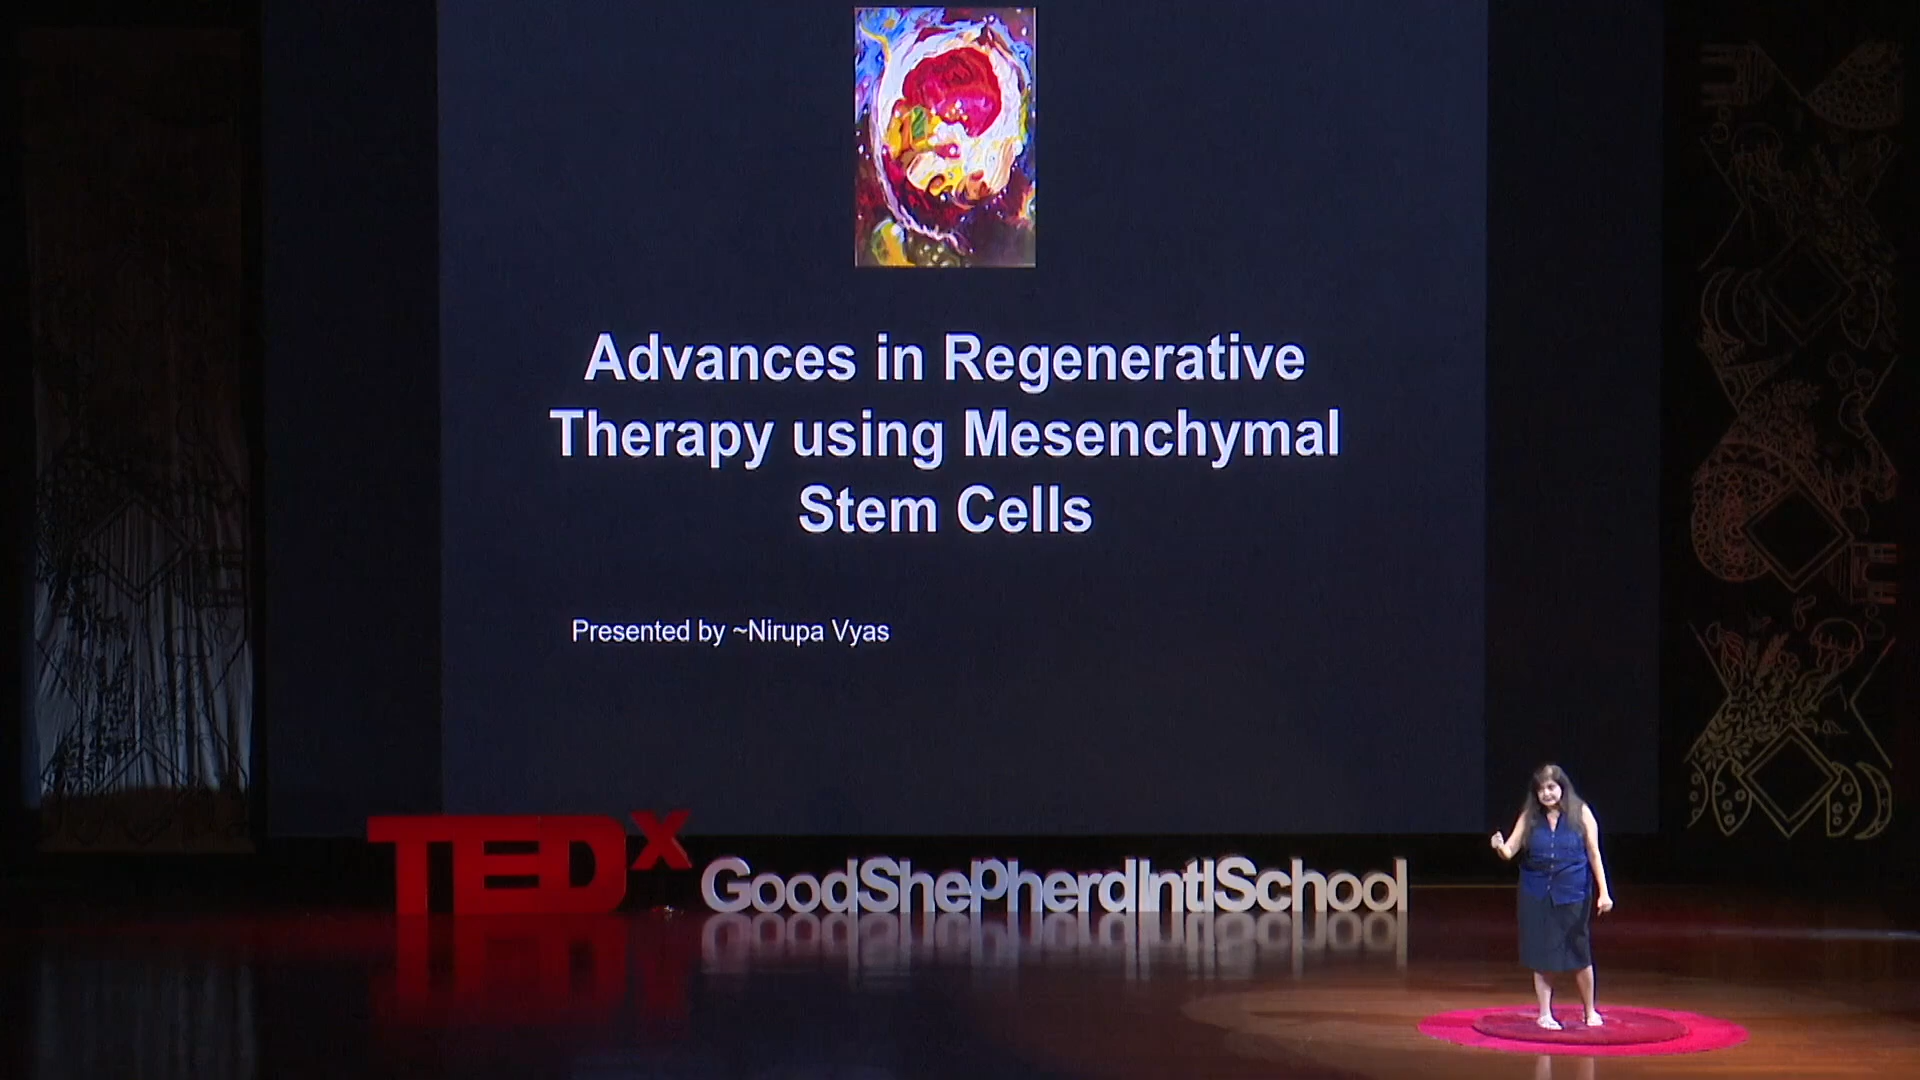 Advances in Regenerative
Therapy using Mesenchymal
Stem Cells
Presented by ~Nirupa Vyas
TEDx
GoodShepherdIntlSchool